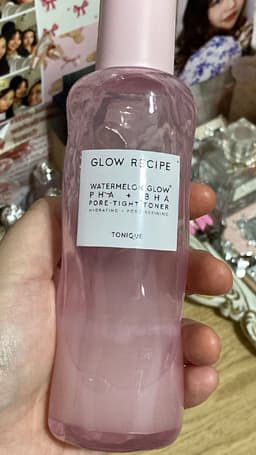 GLOW RECIPE
WATERMELON GLOW
PHA + BHA
PORE-TIGHT TONER
HYDRATING + PORE-REFINING
TONIQUE